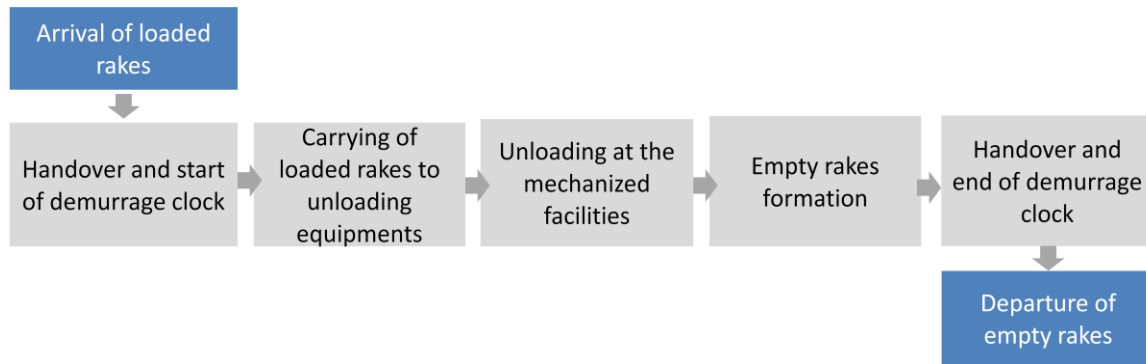 Arrival of loaded
rakes
Handover and start
of demurrage clock
Carrying of
loaded rakes to
unloading
equipments
Unloading at the
mechanized
facilities
Empty rakes
formation
Handover and
end of demurrage
clock
Departure of
empty rakes